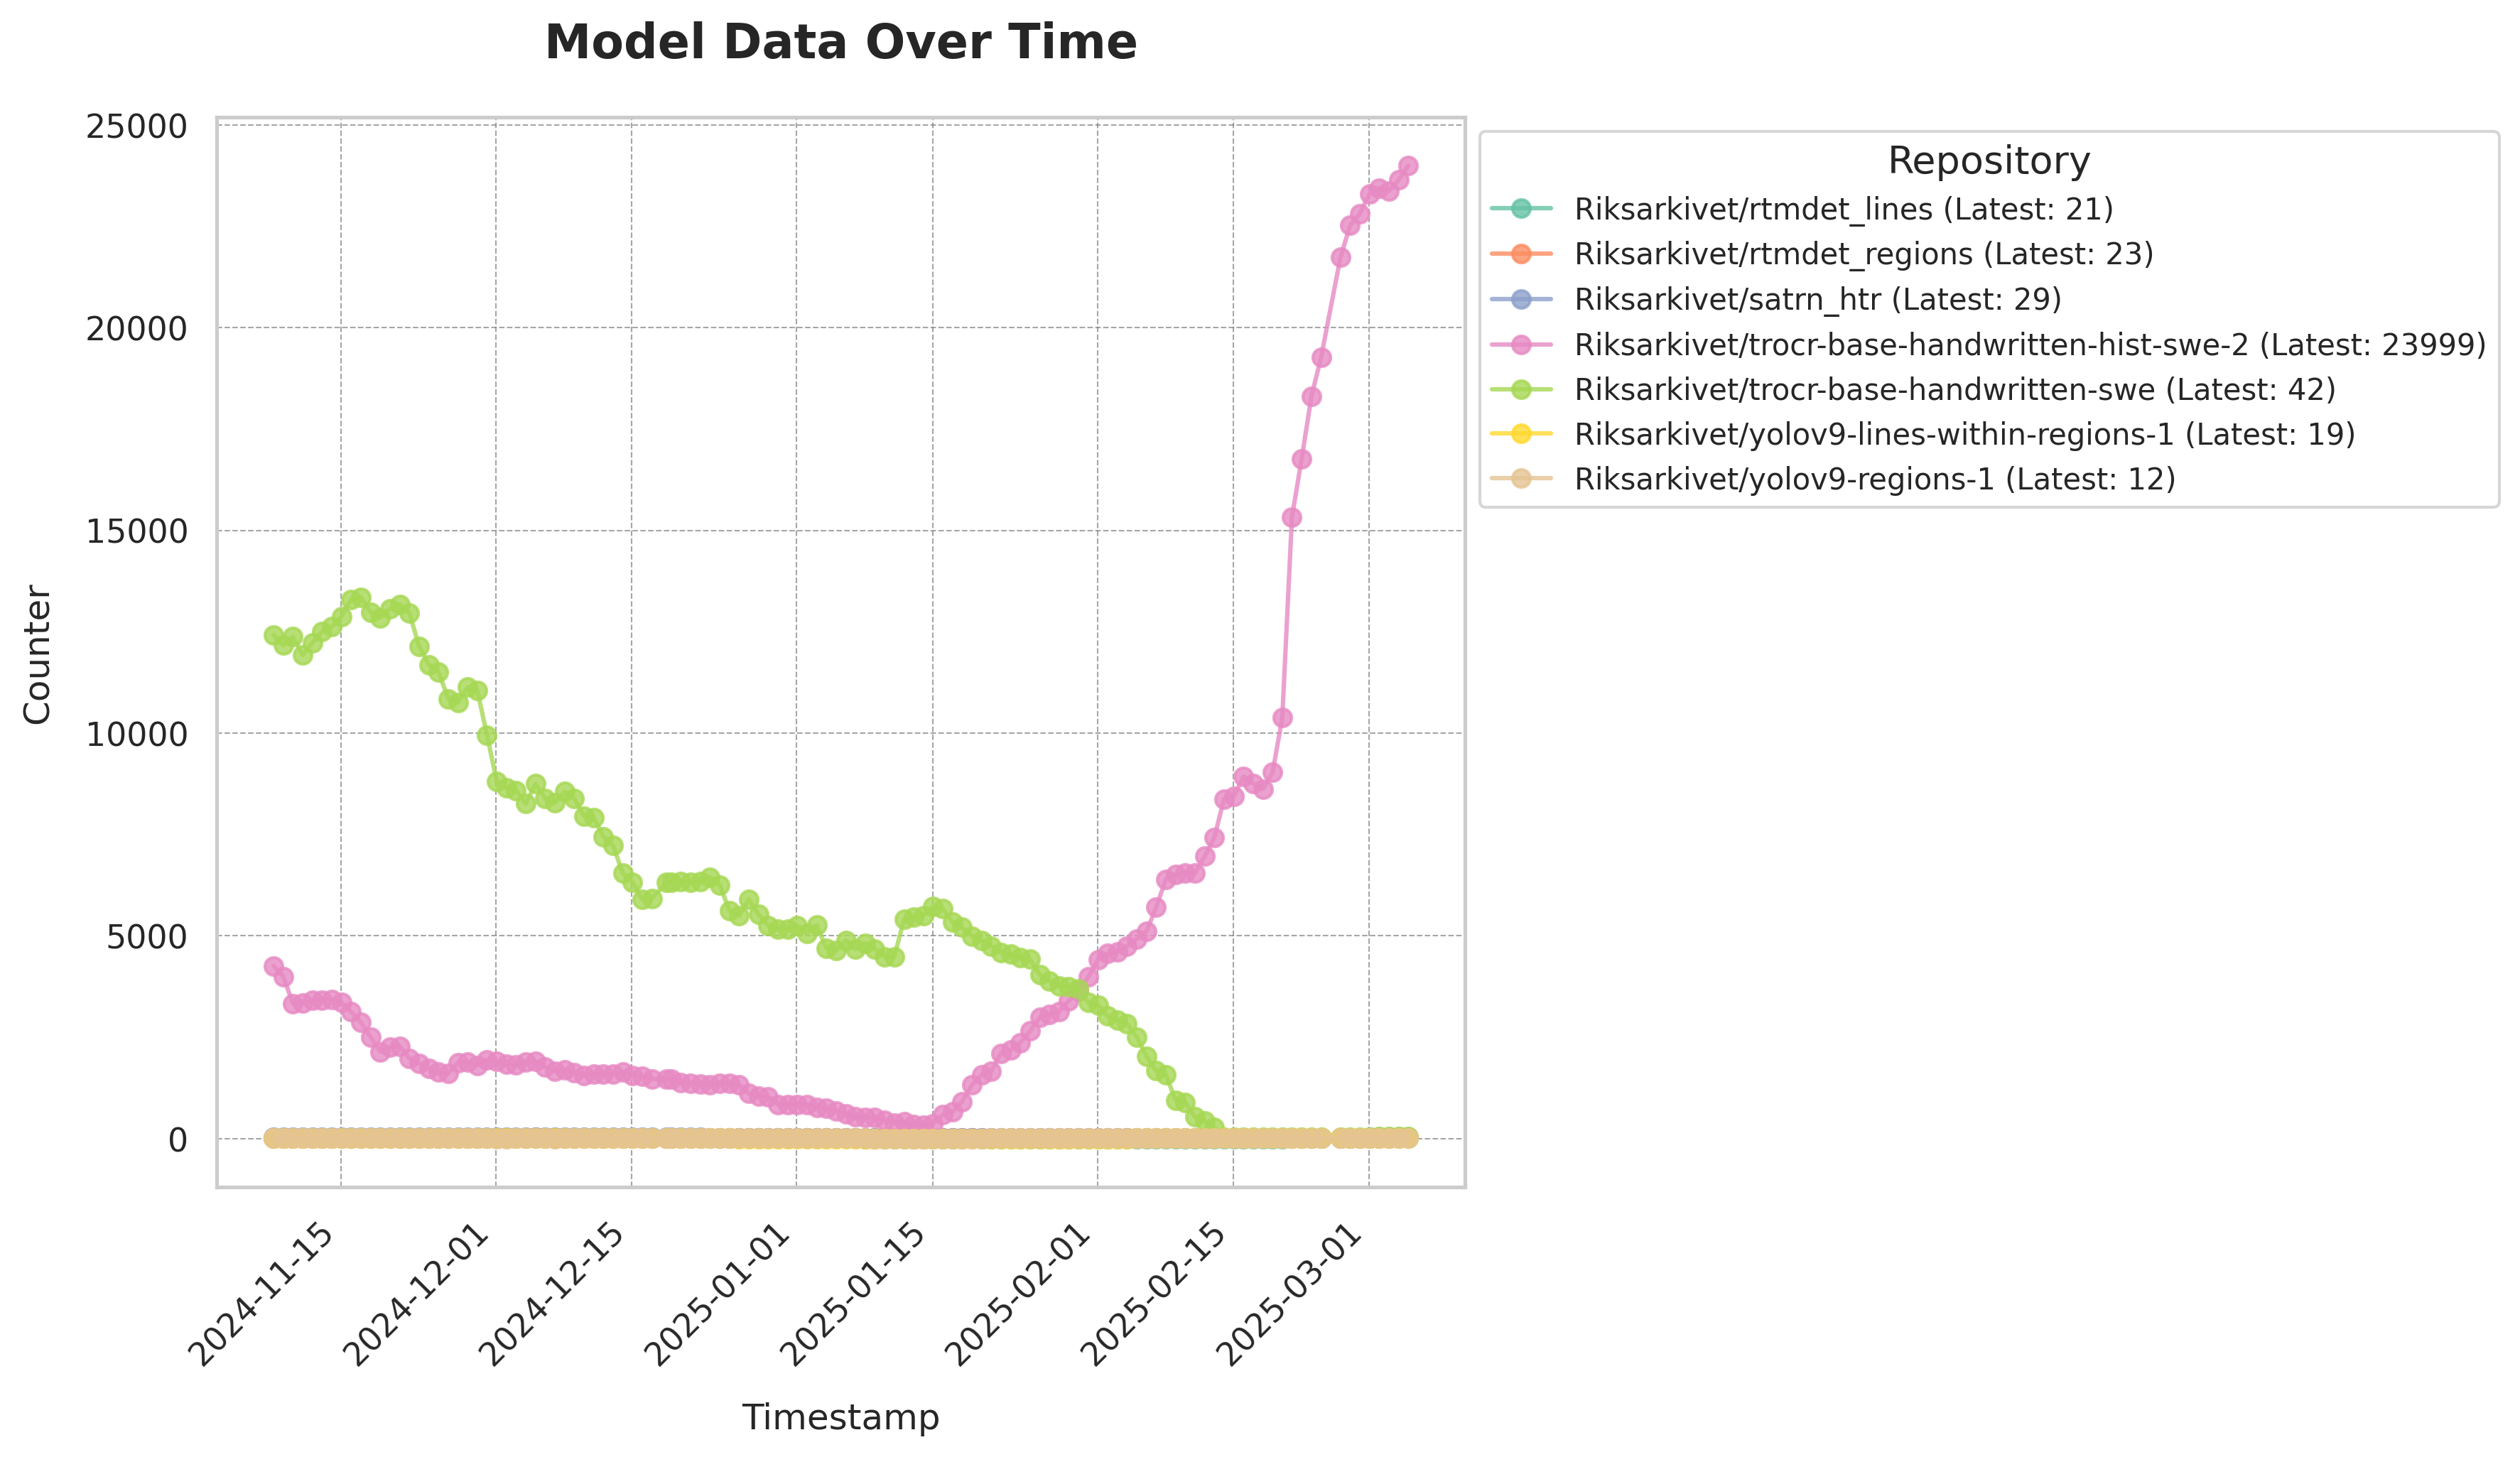 Model Data Over Time
25000
20000
15000
10000
5000
0
Counter
2024-11-15
2024-12-01
2024-12-15
2025-01-01
2025-01-15
2025-02-01
2025-02-15
2025-03-01
Timestamp
Repository
Riksarkivet/rtmdet_lines (Latest: 21)
Riksarkivet/rtmdet_regions (Latest: 23)
Riksarkivet/satrn_htr (Latest: 29)
Riksarkivet/trocr-base-handwritten-hist-swe-2 (Latest: 23999)
Riksarkivet/trocr-base-handwritten-swe (Latest: 42)
Riksarkivet/yolov9-lines-within-regions-1 (Latest: 19)
Riksarkivet/yolov9-regions-1 (Latest: 12)